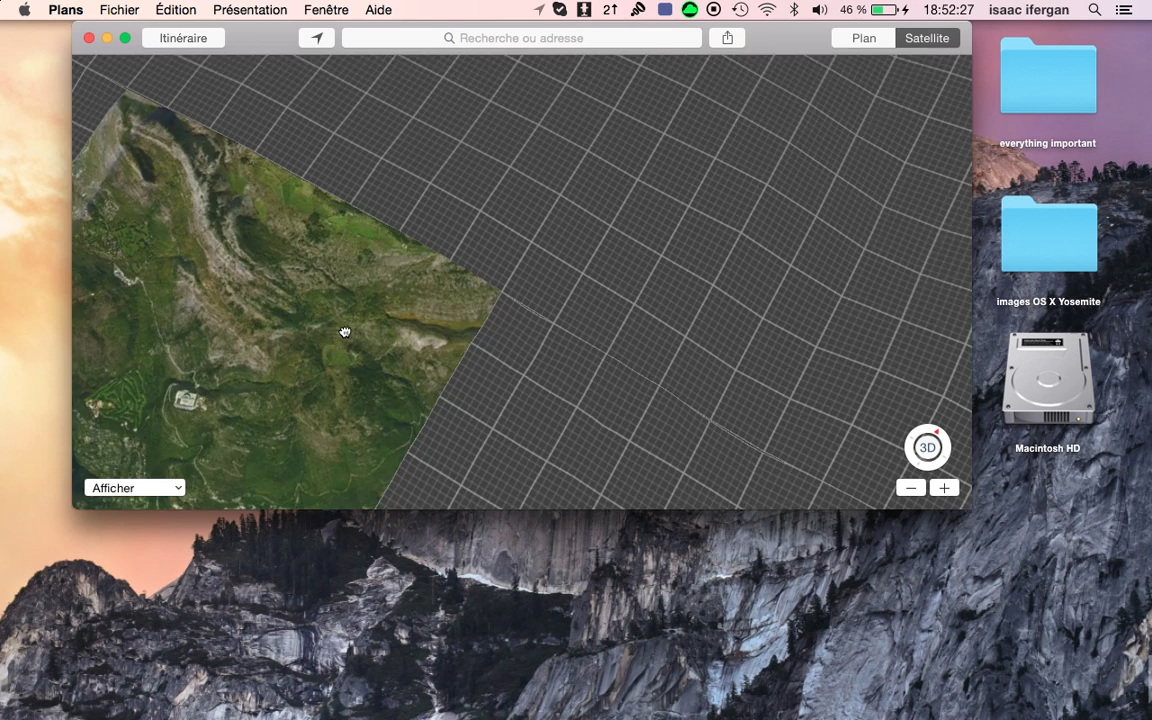 Plans Fichier Édition Présentation Fenêtre Aide 2↑ 46 % 18:52:27 isaac ifergan
Itinéraire
Recherche ou adresse
Plan Satellite
everything important
images OS X Yosemite
Macintosh HD
3D
Afficher
− +